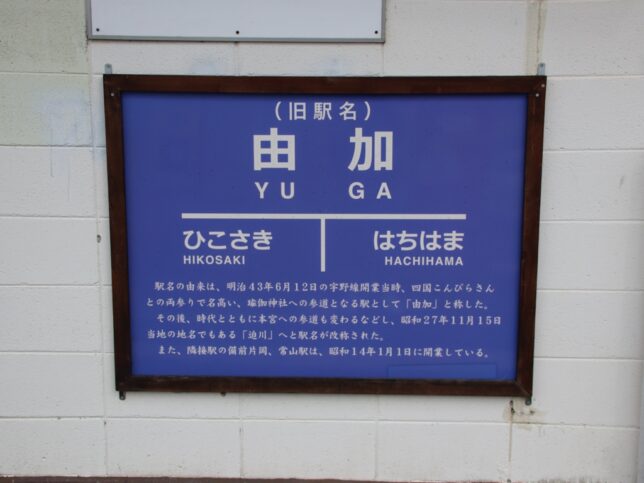 (旧駅名)
由 加
YU GA
ひこさき はちはま
HIKOSAKI HACHIHAMA
駅名の由来は、明治43年6月12日の宇野線開業当時、四国こんぴらさん
との両参りで名高い、瑜伽神社への参道となる駅として「由加」と称した。
その後、時代とともに本宮への参道も変わるなどし、昭和27年11月15日
当地の地名でもある「迫川」へと駅名が改称された。
また、隣接駅の備前片岡、常山駅は、昭和14年1月1日に開業している。